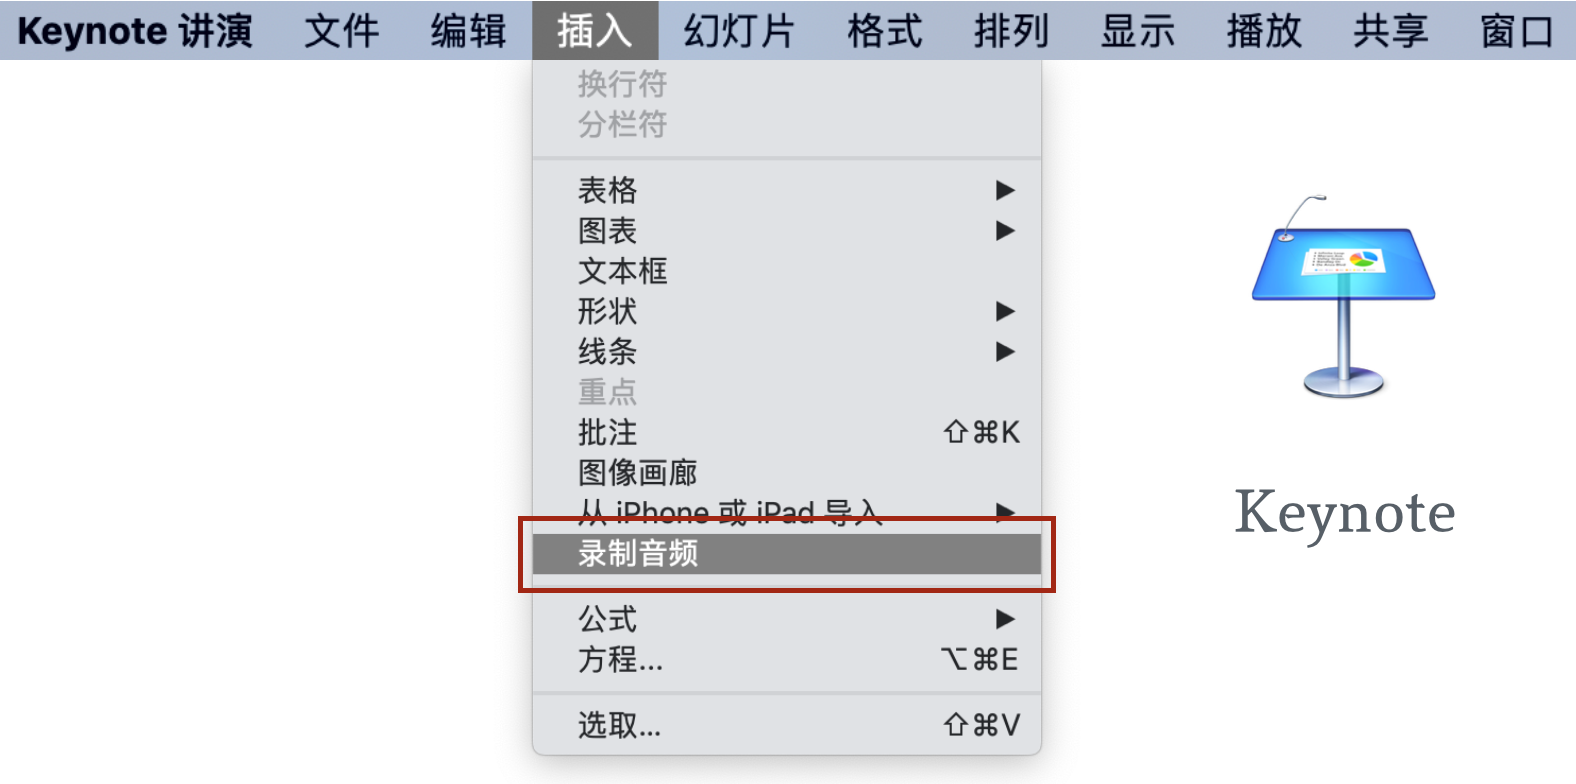 Keynote 讲演 文件 编辑 插入 幻灯片 格式 排列 显示 播放 共享 窗口
换行符
分栏符
表格
图表
文本框
形状
线条
重点
批注 ⇧⌘K
图像画廊
从 iPhone 或 iPad 导入
录制音频
公式
方程... ⌥⌘E
选取... ⇧⌘V
Keynote